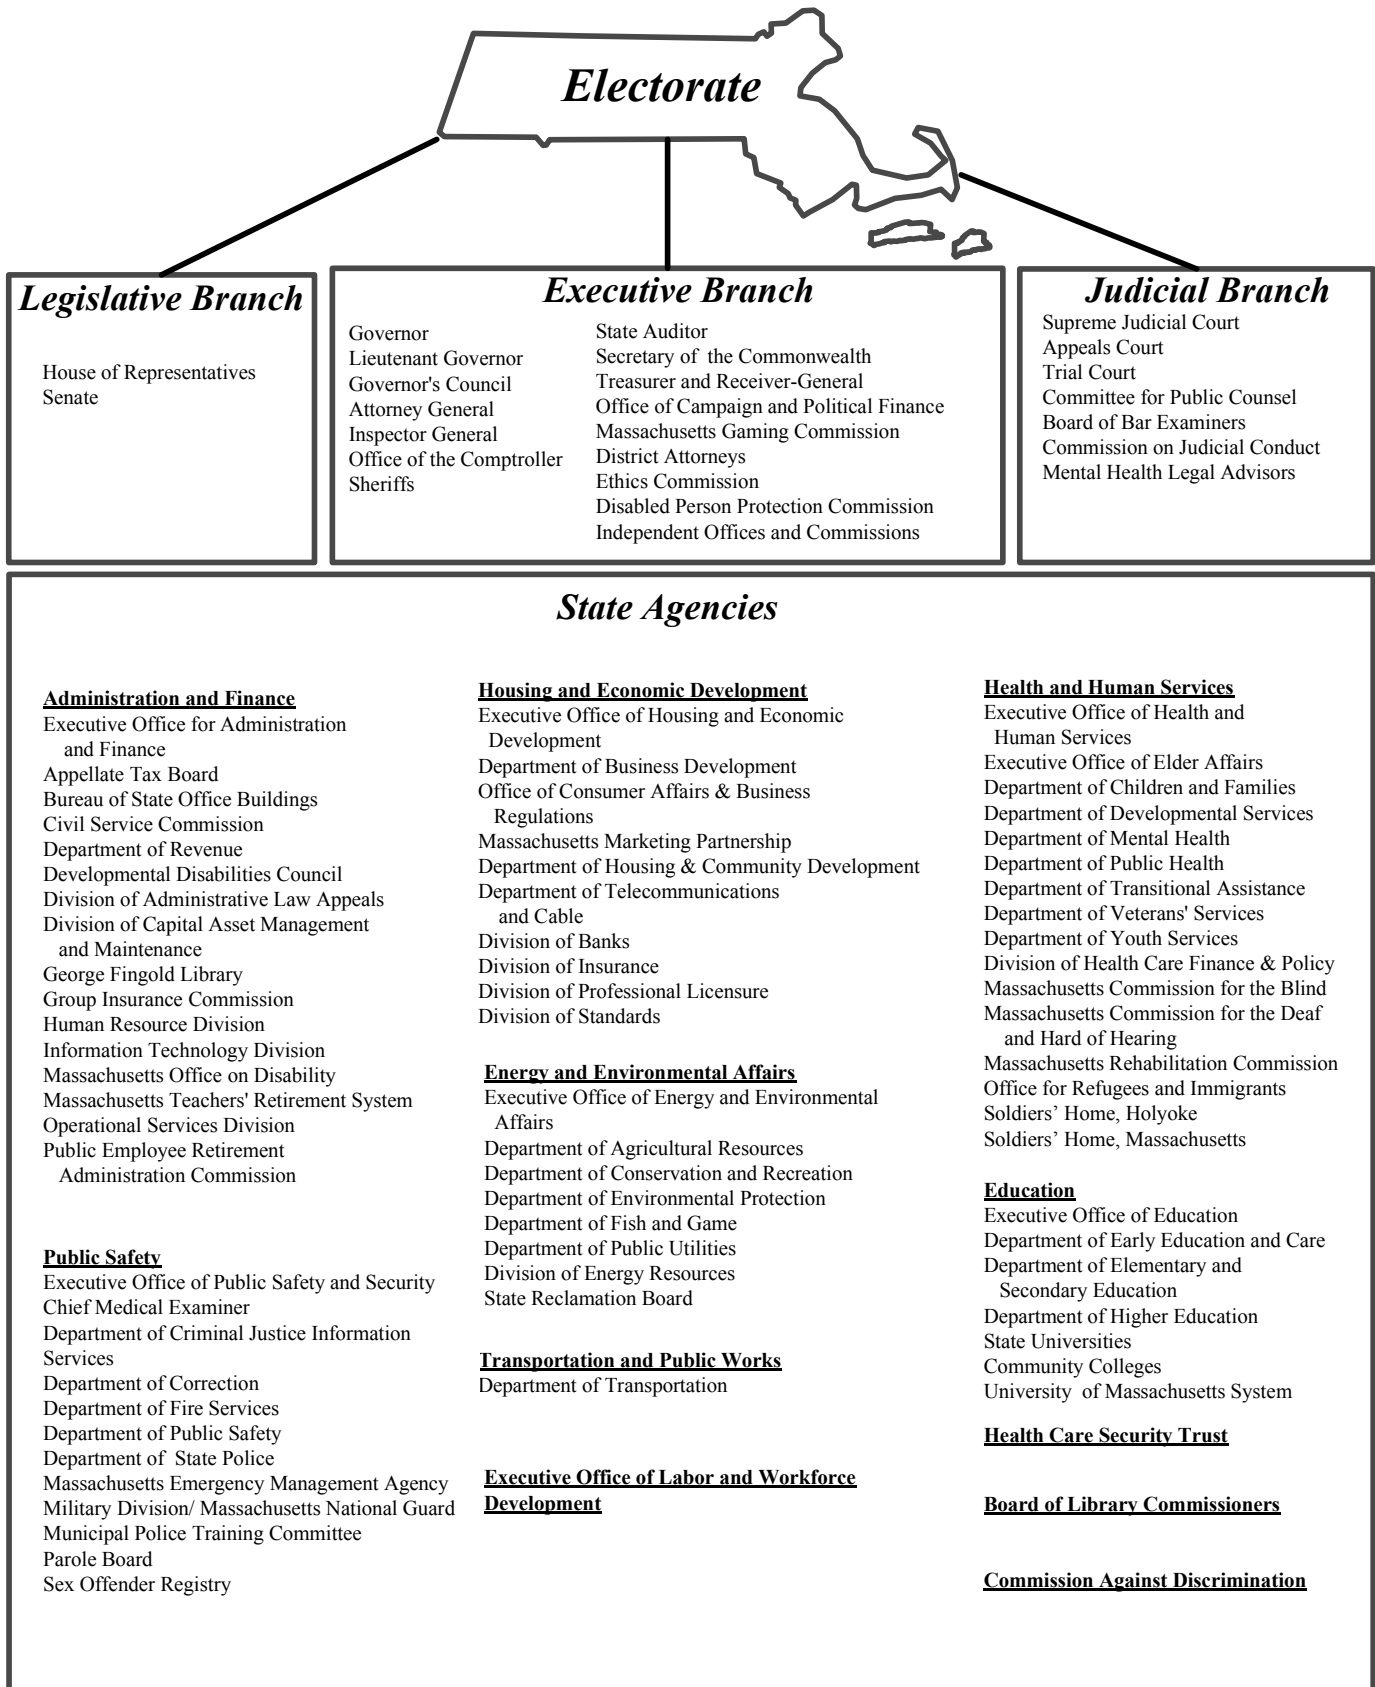 Electorate
Legislative Branch
House of Representatives
Senate
Executive Branch
Governor
Lieutenant Governor
Governor's Council
Attorney General
Inspector General
Office of the Comptroller
Sheriffs
State Auditor
Secretary of the Commonwealth
Treasurer and Receiver-General
Office of Campaign and Political Finance
Massachusetts Gaming Commission
District Attorneys
Ethics Commission
Disabled Person Protection Commission
Independent Offices and Commissions
Judicial Branch
Supreme Judicial Court
Appeals Court
Trial Court
Committee for Public Counsel
Board of Bar Examiners
Commission on Judicial Conduct
Mental Health Legal Advisors
State Agencies
Administration and Finance
Executive Office for Administration
and Finance
Appellate Tax Board
Bureau of State Office Buildings
Civil Service Commission
Department of Revenue
Developmental Disabilities Council
Division of Administrative Law Appeals
Division of Capital Asset Management
and Maintenance
George Fingold Library
Group Insurance Commission
Human Resource Division
Information Technology Division
Massachusetts Office on Disability
Massachusetts Teachers' Retirement System
Operational Services Division
Public Employee Retirement
Administration Commission
Public Safety
Executive Office of Public Safety and Security
Chief Medical Examiner
Department of Criminal Justice Information
Services
Department of Correction
Department of Fire Services
Department of Public Safety
Department of State Police
Massachusetts Emergency Management Agency
Military Division/ Massachusetts National Guard
Municipal Police Training Committee
Parole Board
Sex Offender Registry
Housing and Economic Development
Executive Office of Housing and Economic
Development
Department of Business Development
Office of Consumer Affairs & Business
Regulations
Massachusetts Marketing Partnership
Department of Housing & Community Development
Department of Telecommunications
and Cable
Division of Banks
Division of Insurance
Division of Professional Licensure
Division of Standards
Energy and Environmental Affairs
Executive Office of Energy and Environmental
Affairs
Department of Agricultural Resources
Department of Conservation and Recreation
Department of Environmental Protection
Department of Fish and Game
Department of Public Utilities
Division of Energy Resources
State Reclamation Board
Transportation and Public Works
Department of Transportation
Executive Office of Labor and Workforce
Development
Health and Human Services
Executive Office of Health and
Human Services
Executive Office of Elder Affairs
Department of Children and Families
Department of Developmental Services
Department of Mental Health
Department of Public Health
Department of Transitional Assistance
Department of Veterans' Services
Department of Youth Services
Division of Health Care Finance & Policy
Massachusetts Commission for the Blind
Massachusetts Commission for the Deaf
and Hard of Hearing
Massachusetts Rehabilitation Commission
Office for Refugees and Immigrants
Soldiers’ Home, Holyoke
Soldiers’ Home, Massachusetts
Education
Executive Office of Education
Department of Early Education and Care
Department of Elementary and
Secondary Education
Department of Higher Education
State Universities
Community Colleges
University of Massachusetts System
Health Care Security Trust
Board of Library Commissioners
Commission Against Discrimination